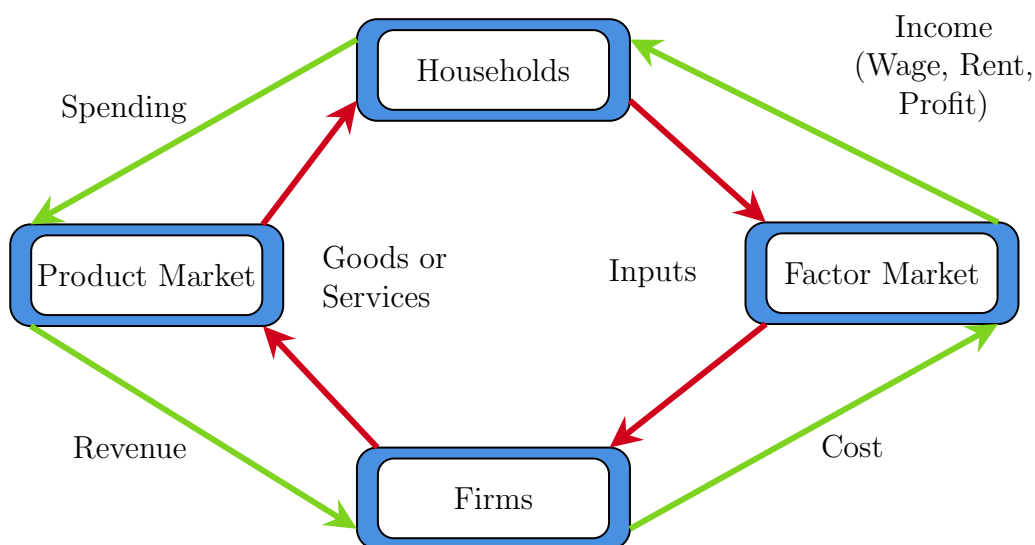 Income
(Wage, Rent,
Profit)
Households
Spending
Goods or
Services
Inputs
Product Market
Factor Market
Revenue
Cost
Firms